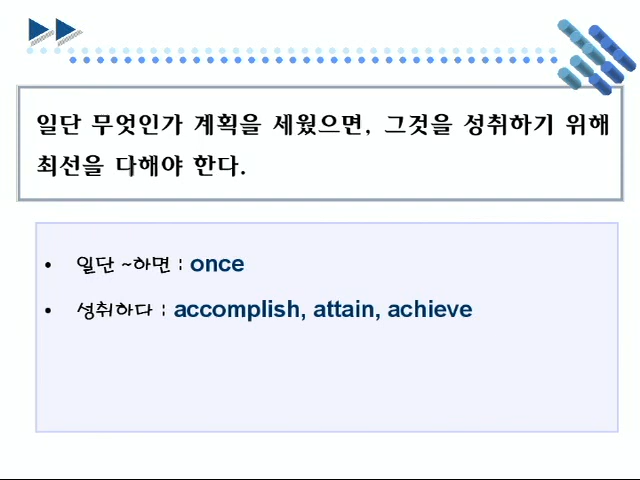 일단 무엇인가 계획을 세웠으면, 그것을 성취하기 위해
최선을 다해야 한다.
• 일단 ~하면 : once
• 성취하다 : accomplish, attain, achieve